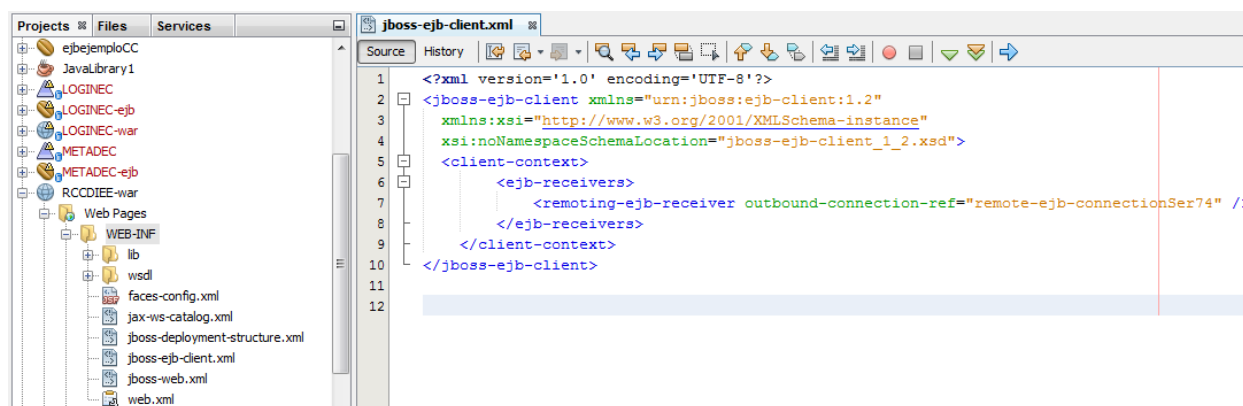 Projects Files Services
ejbejemploCC
JavaLibrary1
LOGINEC
LOGINEC-ejb
LOGINEC-war
METADEC
METADEC-ejb
RCCDIEE-war
Web Pages
WEB-INF
lib
wsdl
faces-config.xml
jax-ws-catalog.xml
jboss-deployment-structure.xml
jboss-ejb-client.xml
jboss-web.xml
web.xml
jboss-ejb-client.xml
Source History
1 <?xml version='1.0' encoding='UTF-8'?>
2 <jboss-ejb-client xmlns="urn:jboss:ejb-client:1.2"
3 xmlns:xsi="http://www.w3.org/2001/XMLSchema-instance"
4 xsi:noNamespaceSchemaLocation="jboss-ejb-client_1_2.xsd">
5 <client-context>
6 <ejb-receivers>
7 <remoting-ejb-receiver outbound-connection-ref="remote-ejb-connectionSer74" /
8 </ejb-receivers>
9 </client-context>
10 </jboss-ejb-client>
11
12